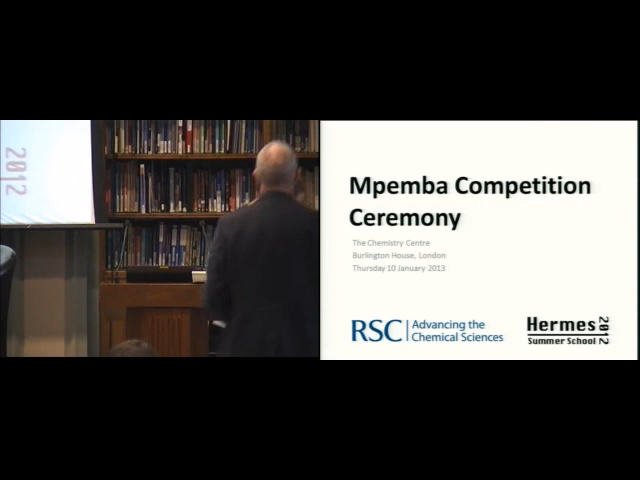 2012
Mpemba Competition
Ceremony
The Chemistry Centre
Burlington House, London
Thursday 10 January 2013
RSC
Advancing the
Chemical Sciences
Hermes 2012
Summer School